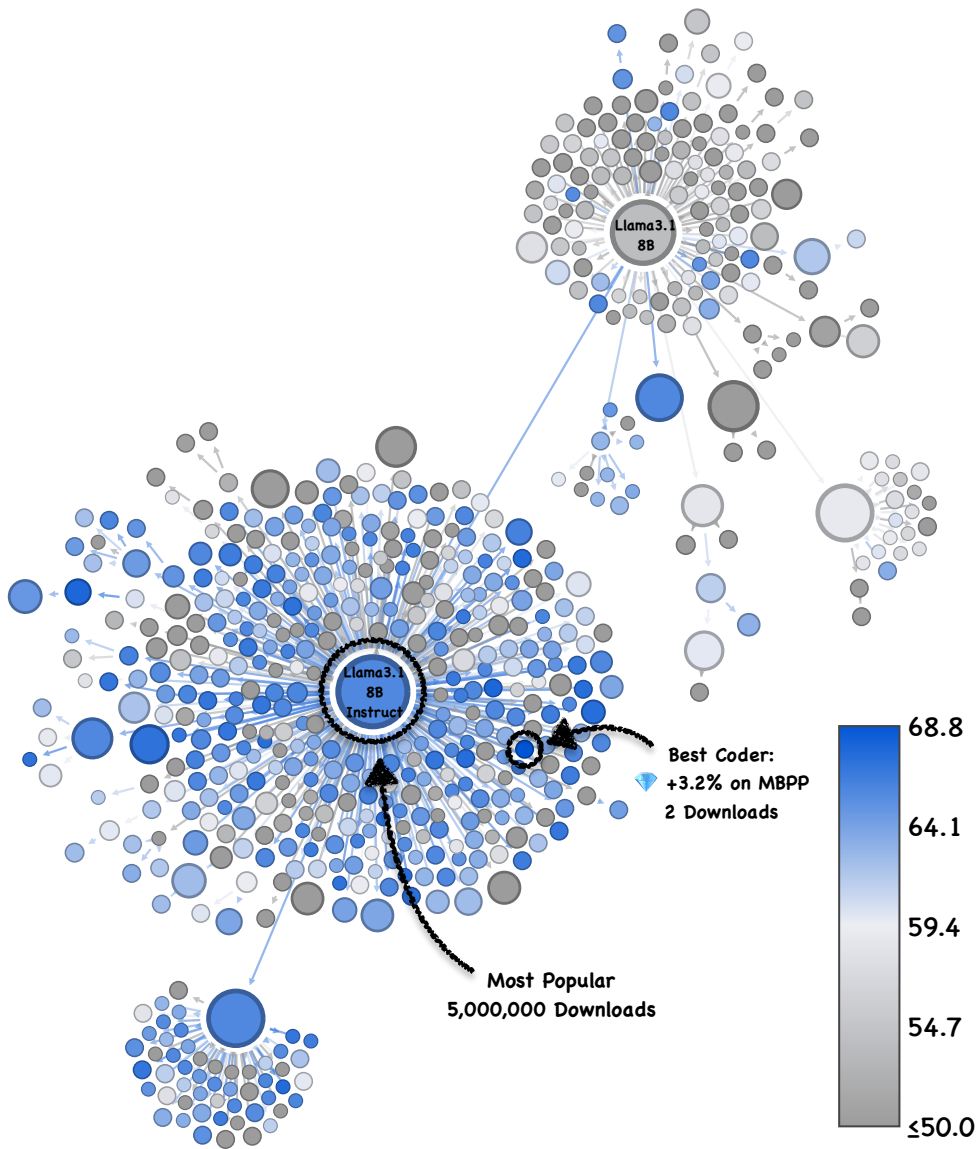 Llama3.1
8B
Llama3.1
8B
Instruct
Best Coder:
+3.2% on MBPP
2 Downloads
Most Popular
5,000,000 Downloads
68.8
64.1
59.4
54.7
≤50.0